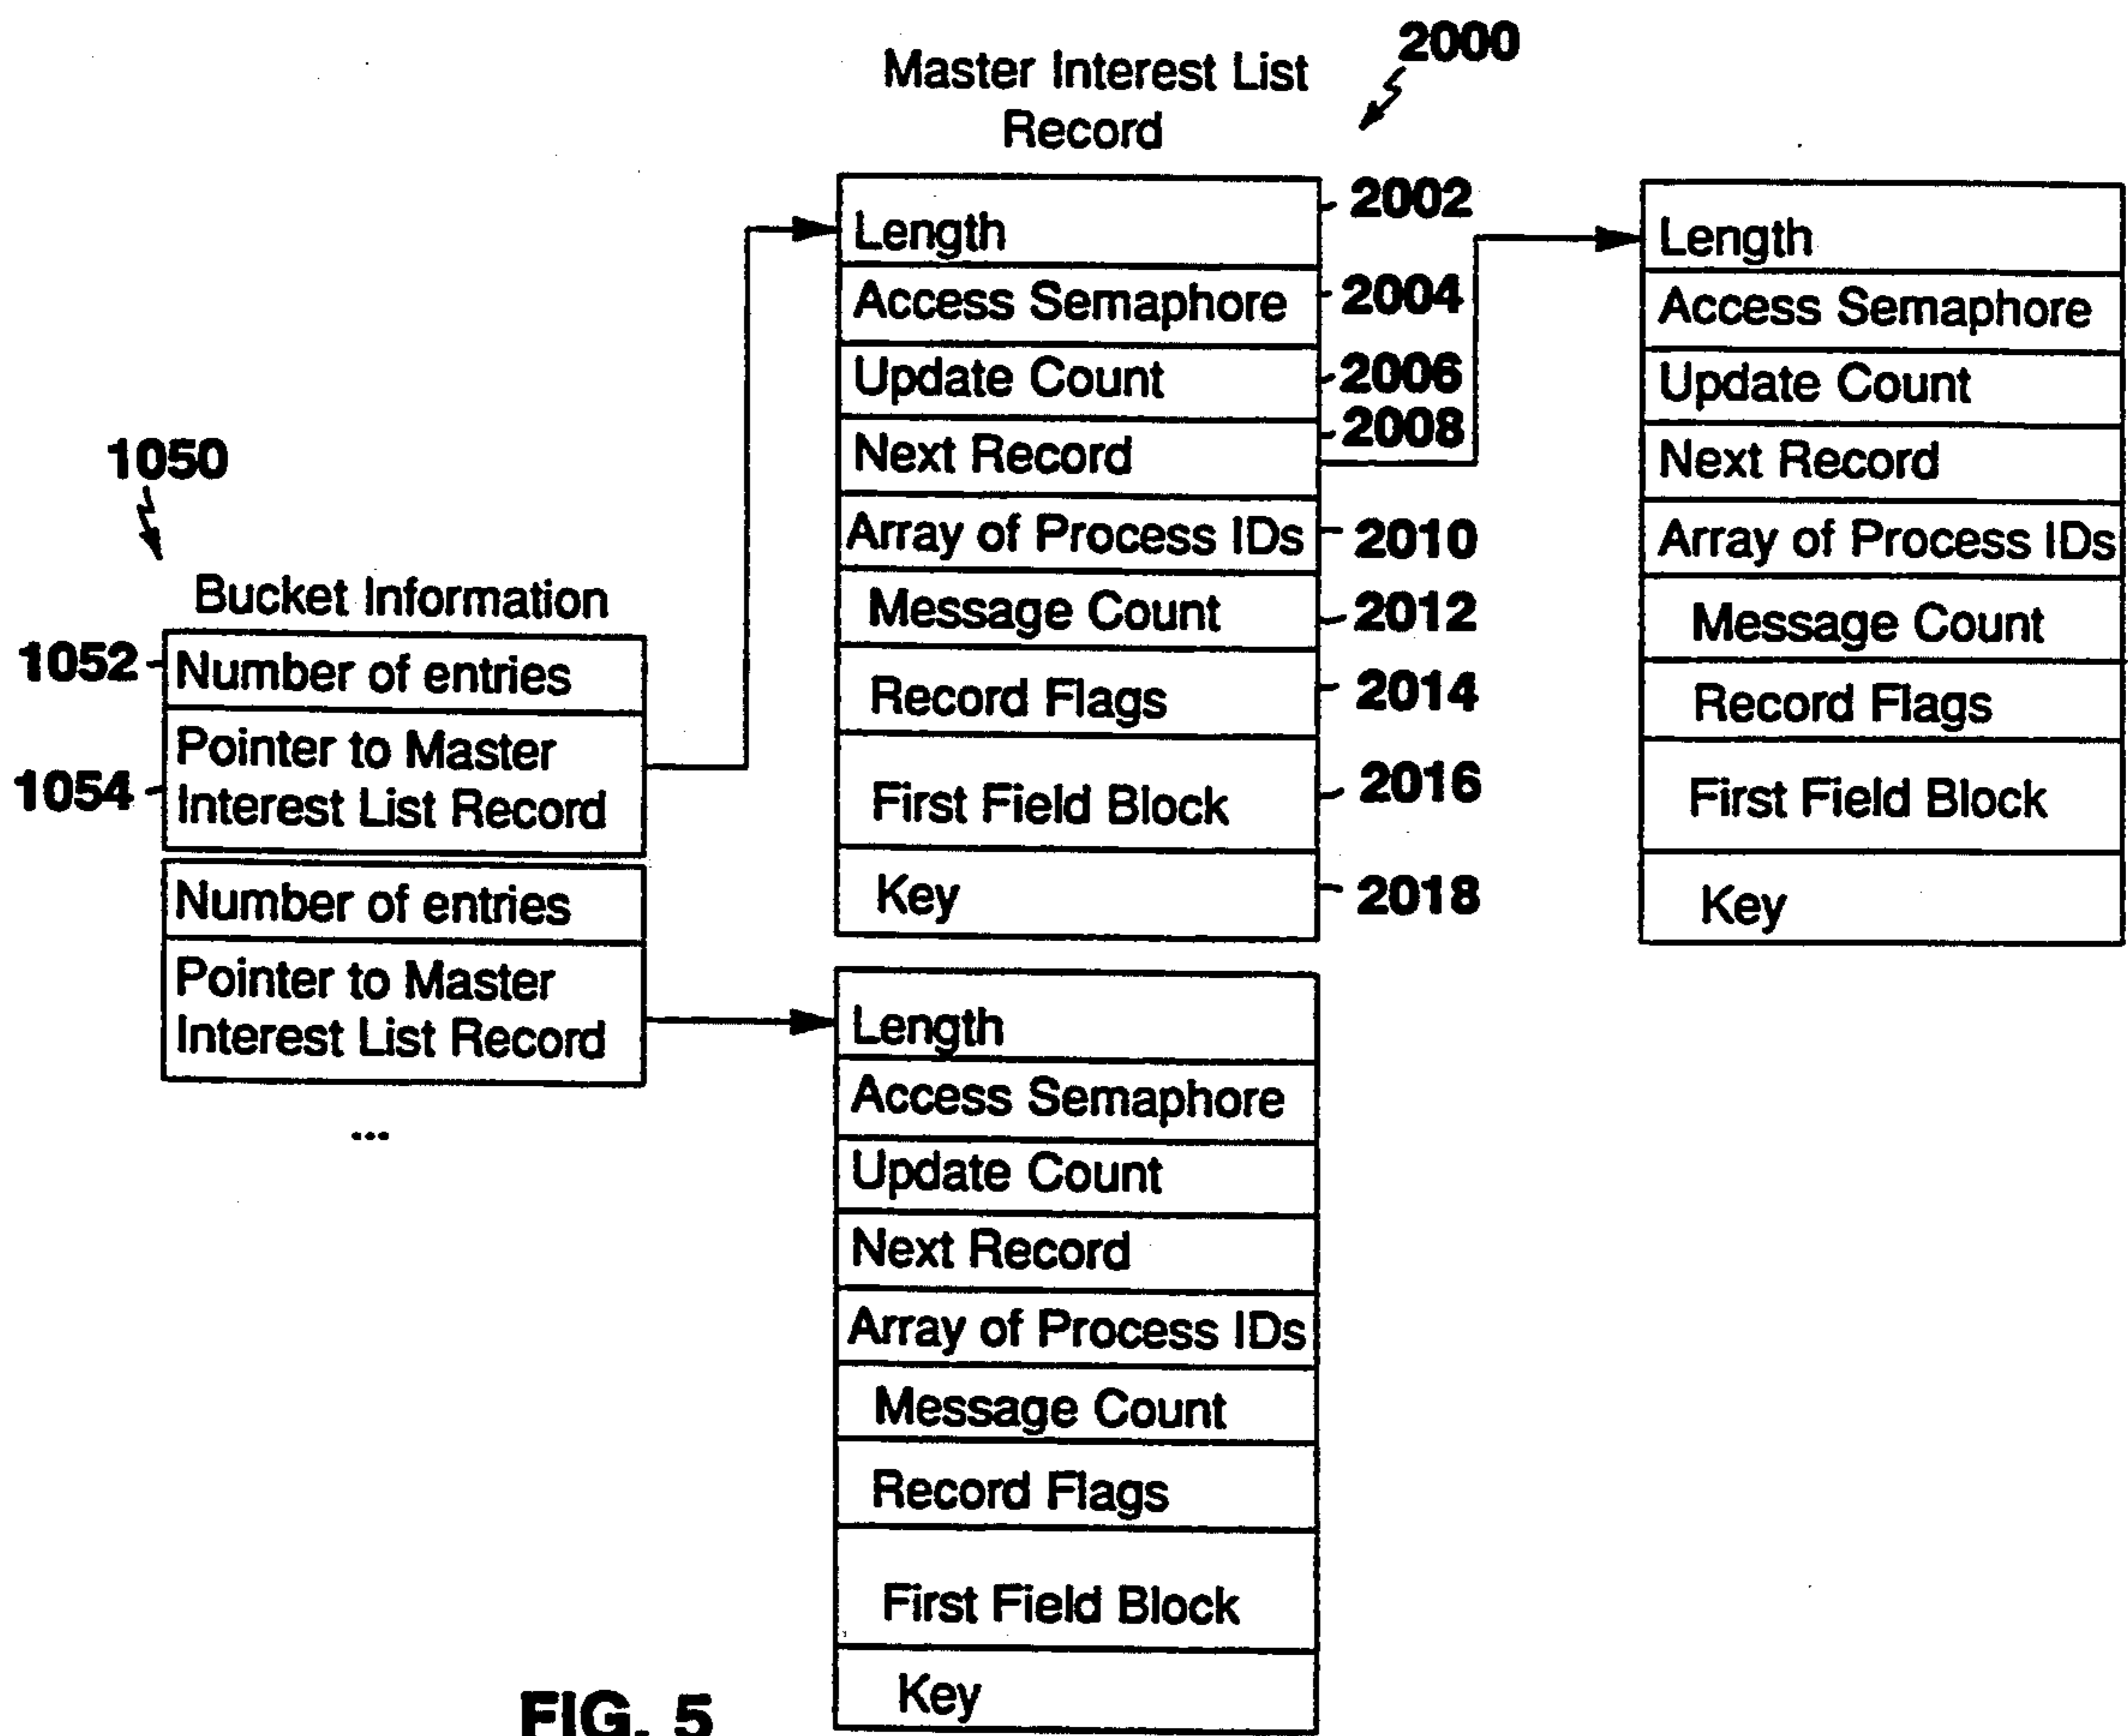 2000
Master Interest List
Record
Length
2002
Access Semaphore
2004
Update Count
2006
Next Record
2008
Array of Process IDs
2010
Message Count
2012
Record Flags
2014
First Field Block
2016
Key
2018
Length
Access Semaphore
Update Count
Next Record
Array of Process IDs
Message Count
Record Flags
First Field Block
Key
1050
Bucket Information
1052
Number of entries
1054
Pointer to Master
Interest List Record
Number of entries
Pointer to Master
Interest List Record
...
Length
Access Semaphore
Update Count
Next Record
Array of Process IDs
Message Count
Record Flags
First Field Block
Key
FIG. 5